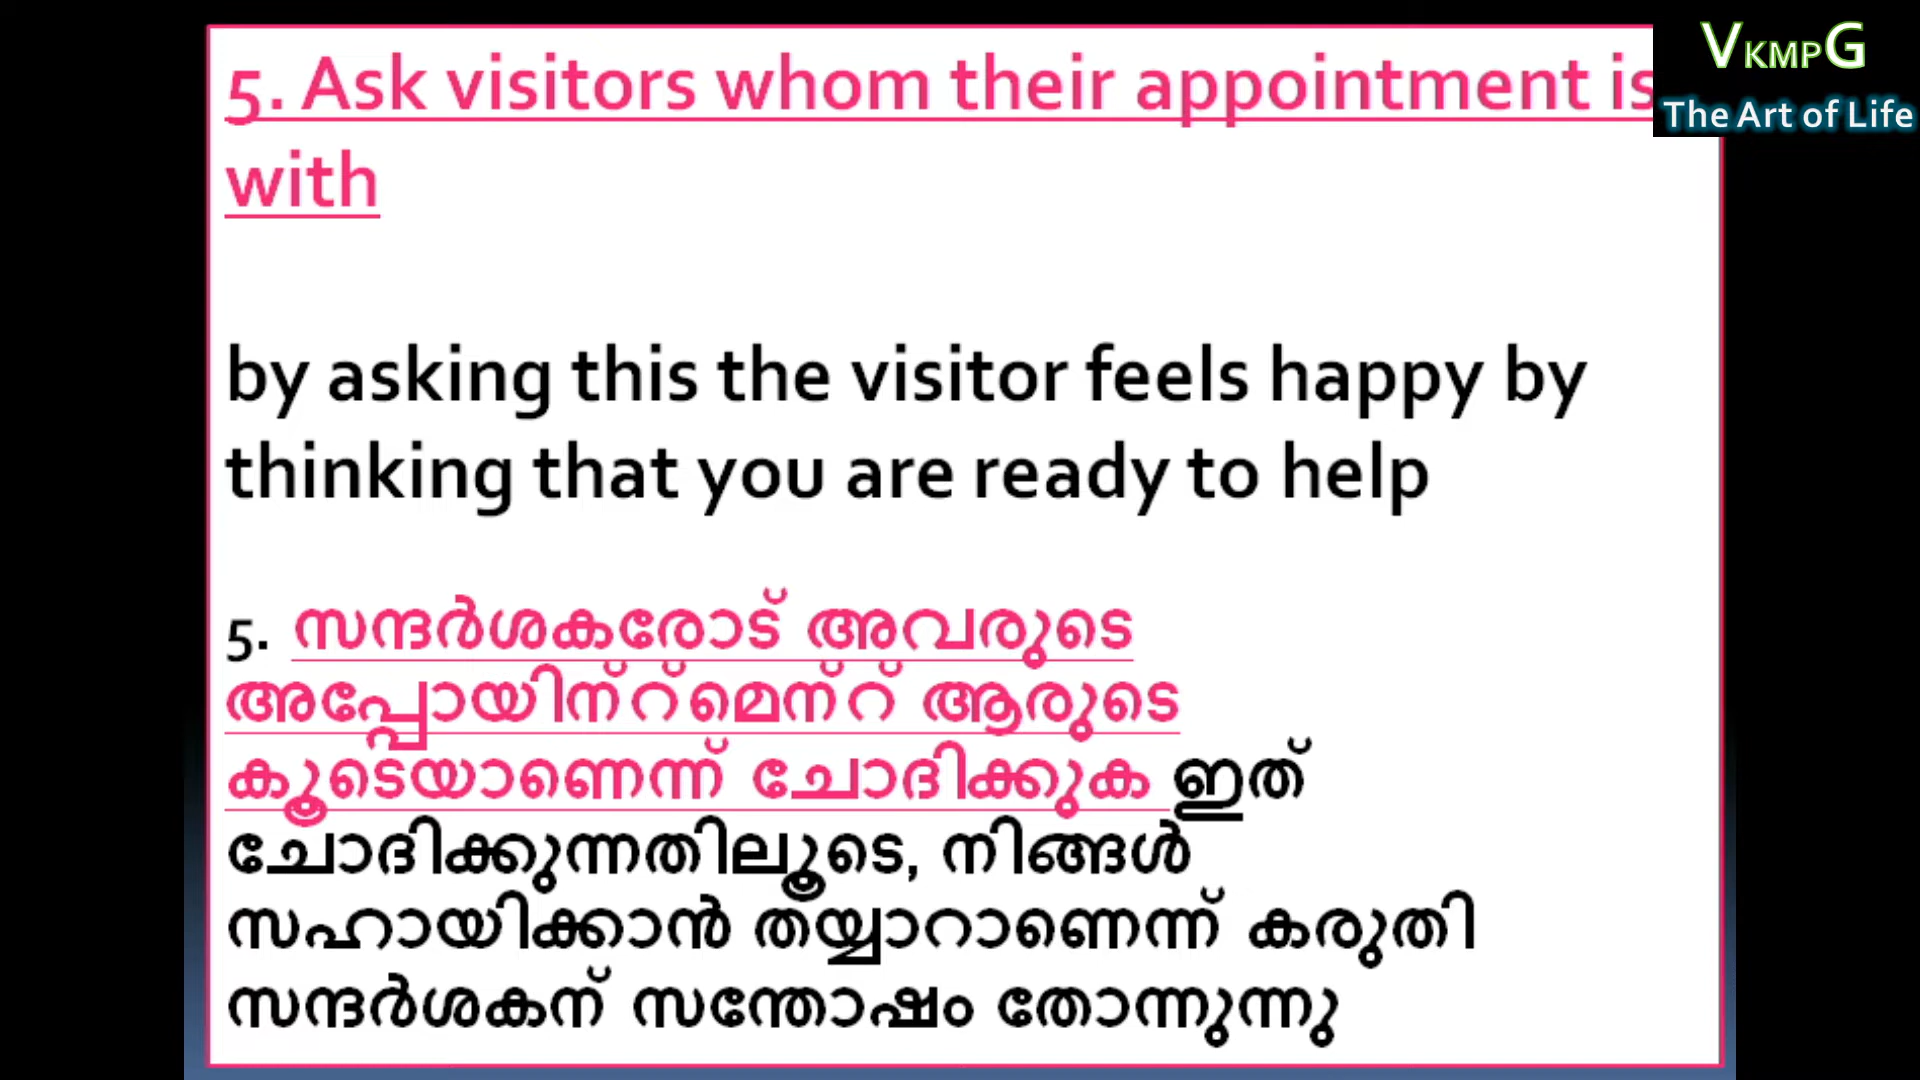 5. Ask visitors whom their appointment is
with
VKMPG
The Art of Life
by asking this the visitor feels happy by
thinking that you are ready to help
5. സന്ദർശകരോട് അവരുടെ
അപ്പോയിന്റ്മെന്റ് ആരുടെ
കൂടെയാണെന്ന് ചോദിക്കുക ഇത്
ചോദിക്കുന്നതിലൂടെ, നിങ്ങൾ
സഹായിക്കാൻ തയ്യാറാണെന്ന് കരുതി
സന്ദർശകന് സന്തോഷം തോന്നുന്നു